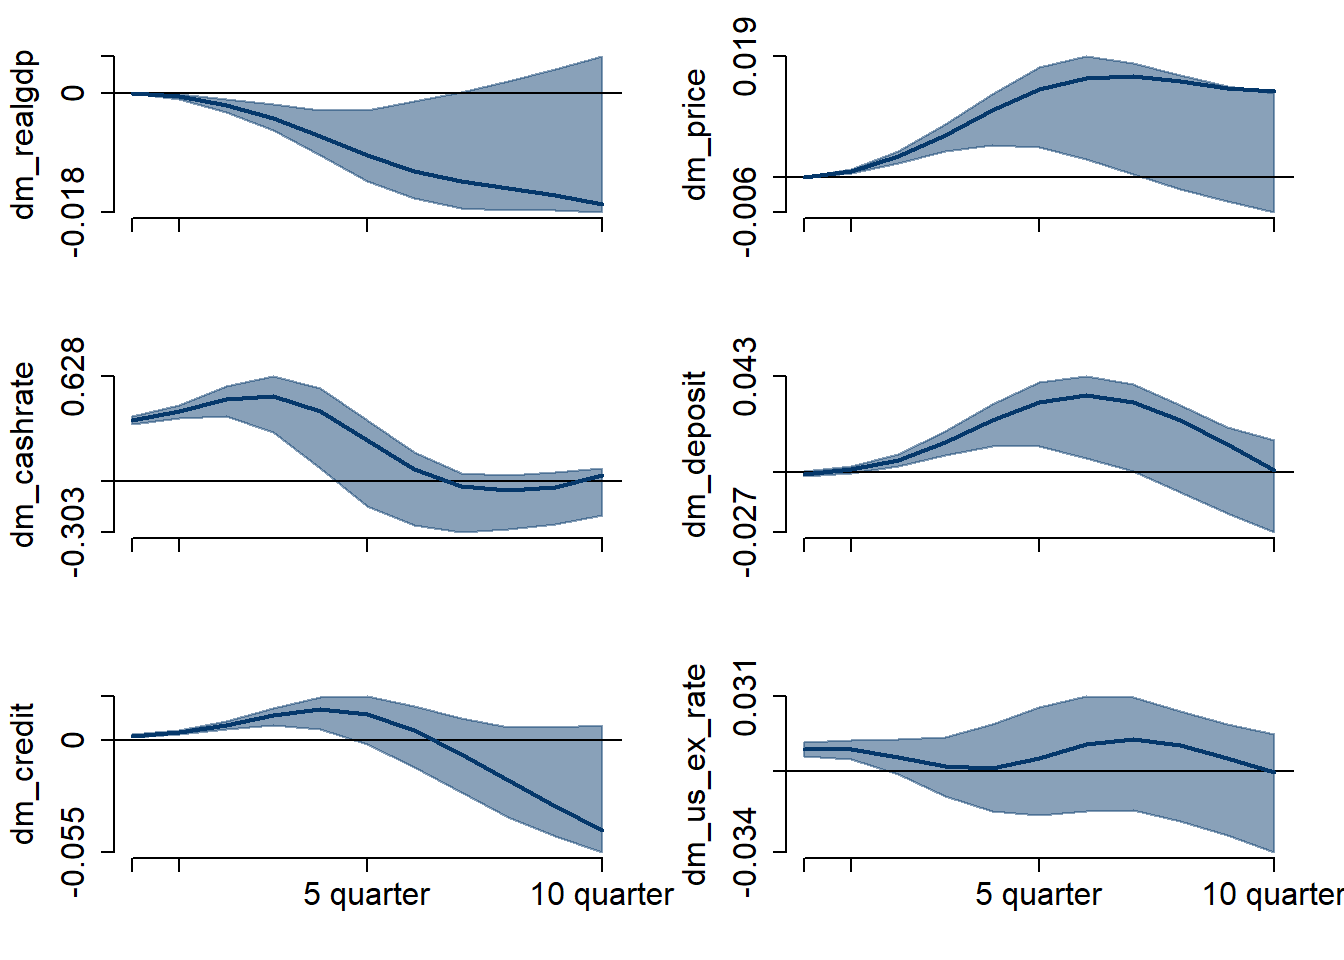 dm_realgdp
0
-0.018
dm_price
0.019
-0.006
dm_cashrate
0.628
-0.303
dm_deposit
0.043
-0.027
dm_credit
0
-0.055
5 quarter
10 quarter
dm_us_ex_rate
0.031
-0.034
5 quarter
10 quarter